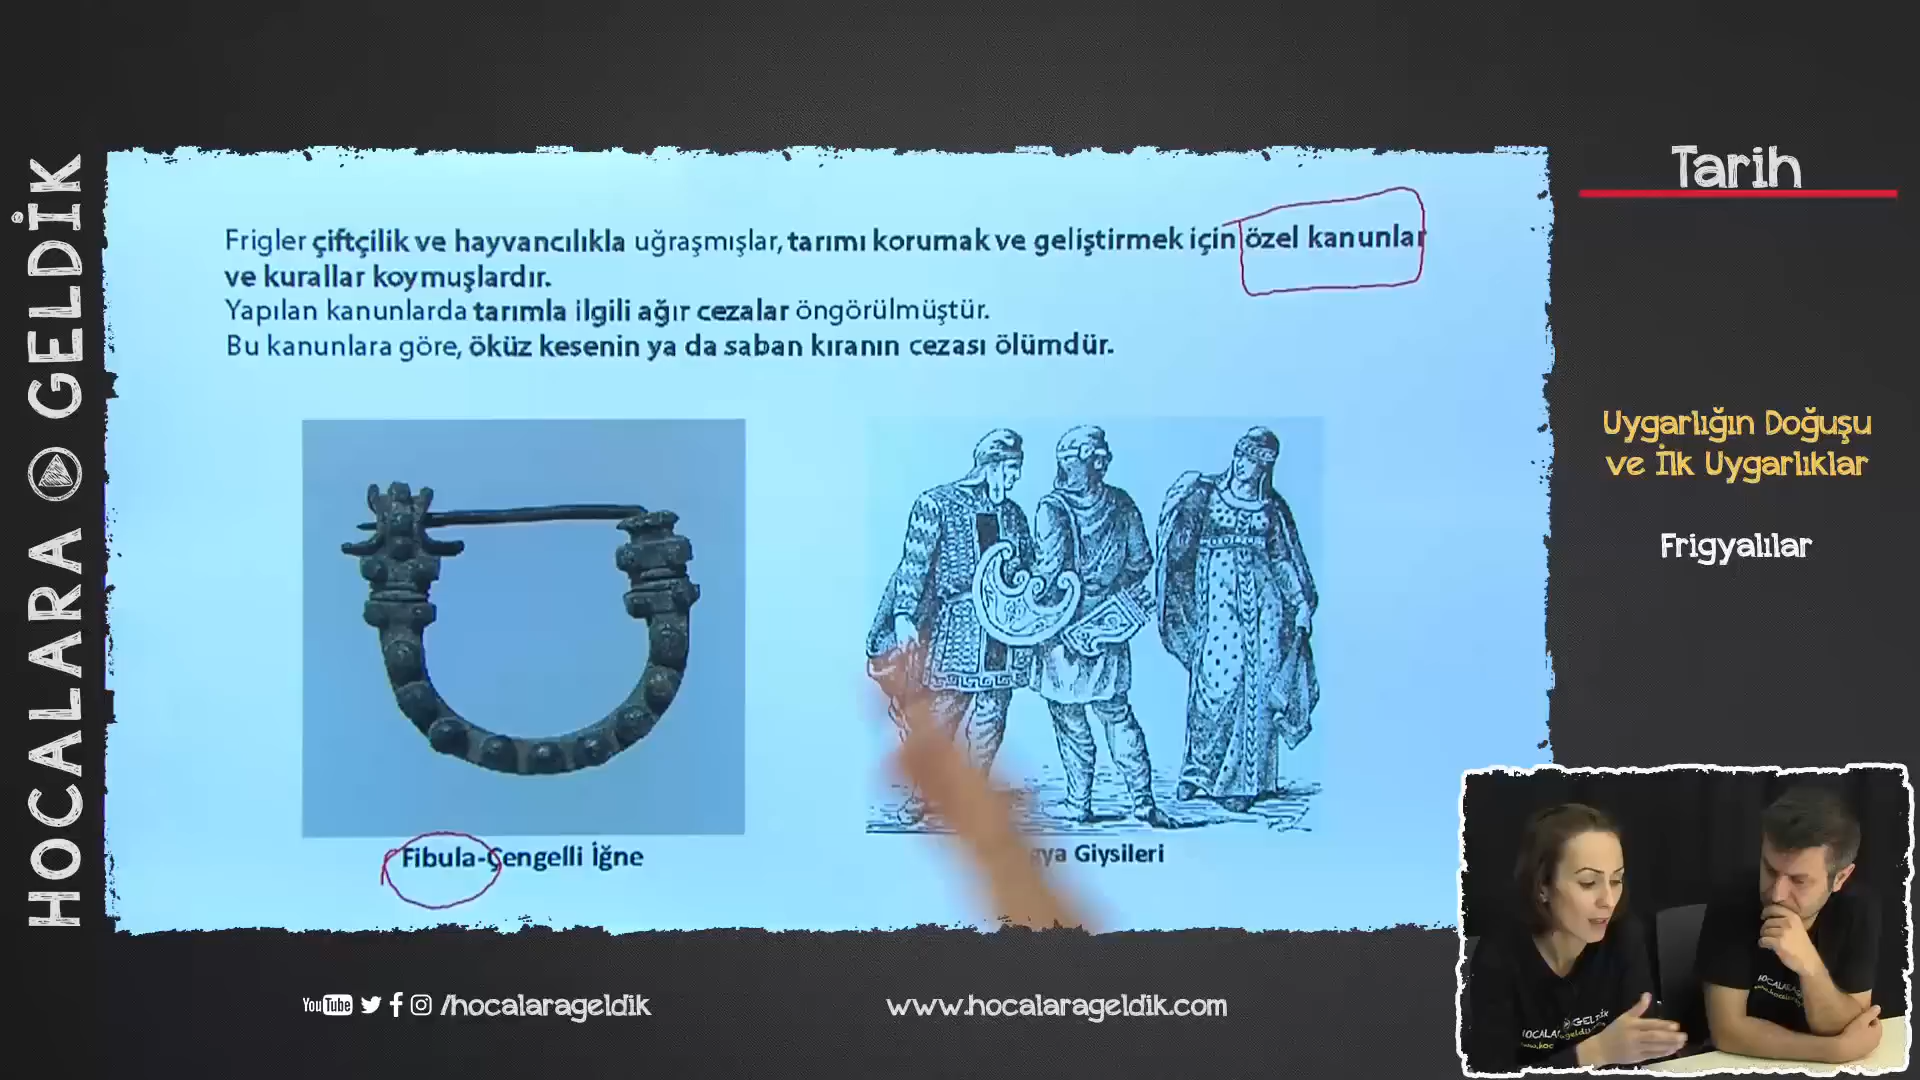 HOCALARA GELDİK
Tarih
Frigler çiftçilik ve hayvancılıkla uğraşmışlar, tarımı korumak ve geliştirmek için özel kanunlar
ve kurallar koymuşlardır.
Yapılan kanunlarda tarımla ilgili ağır cezalar öngörülmüştür.
Bu kanunlara göre, öküz kesenin ya da saban kıranın cezası ölümdür.
Uygarlığın Doğuşu
ve İlk Uygarlıklar
Frigyalılar
Fibula-Çengelli İğne
Giysileri
YouTube /hocalarageldik
www.hocalarageldik.com